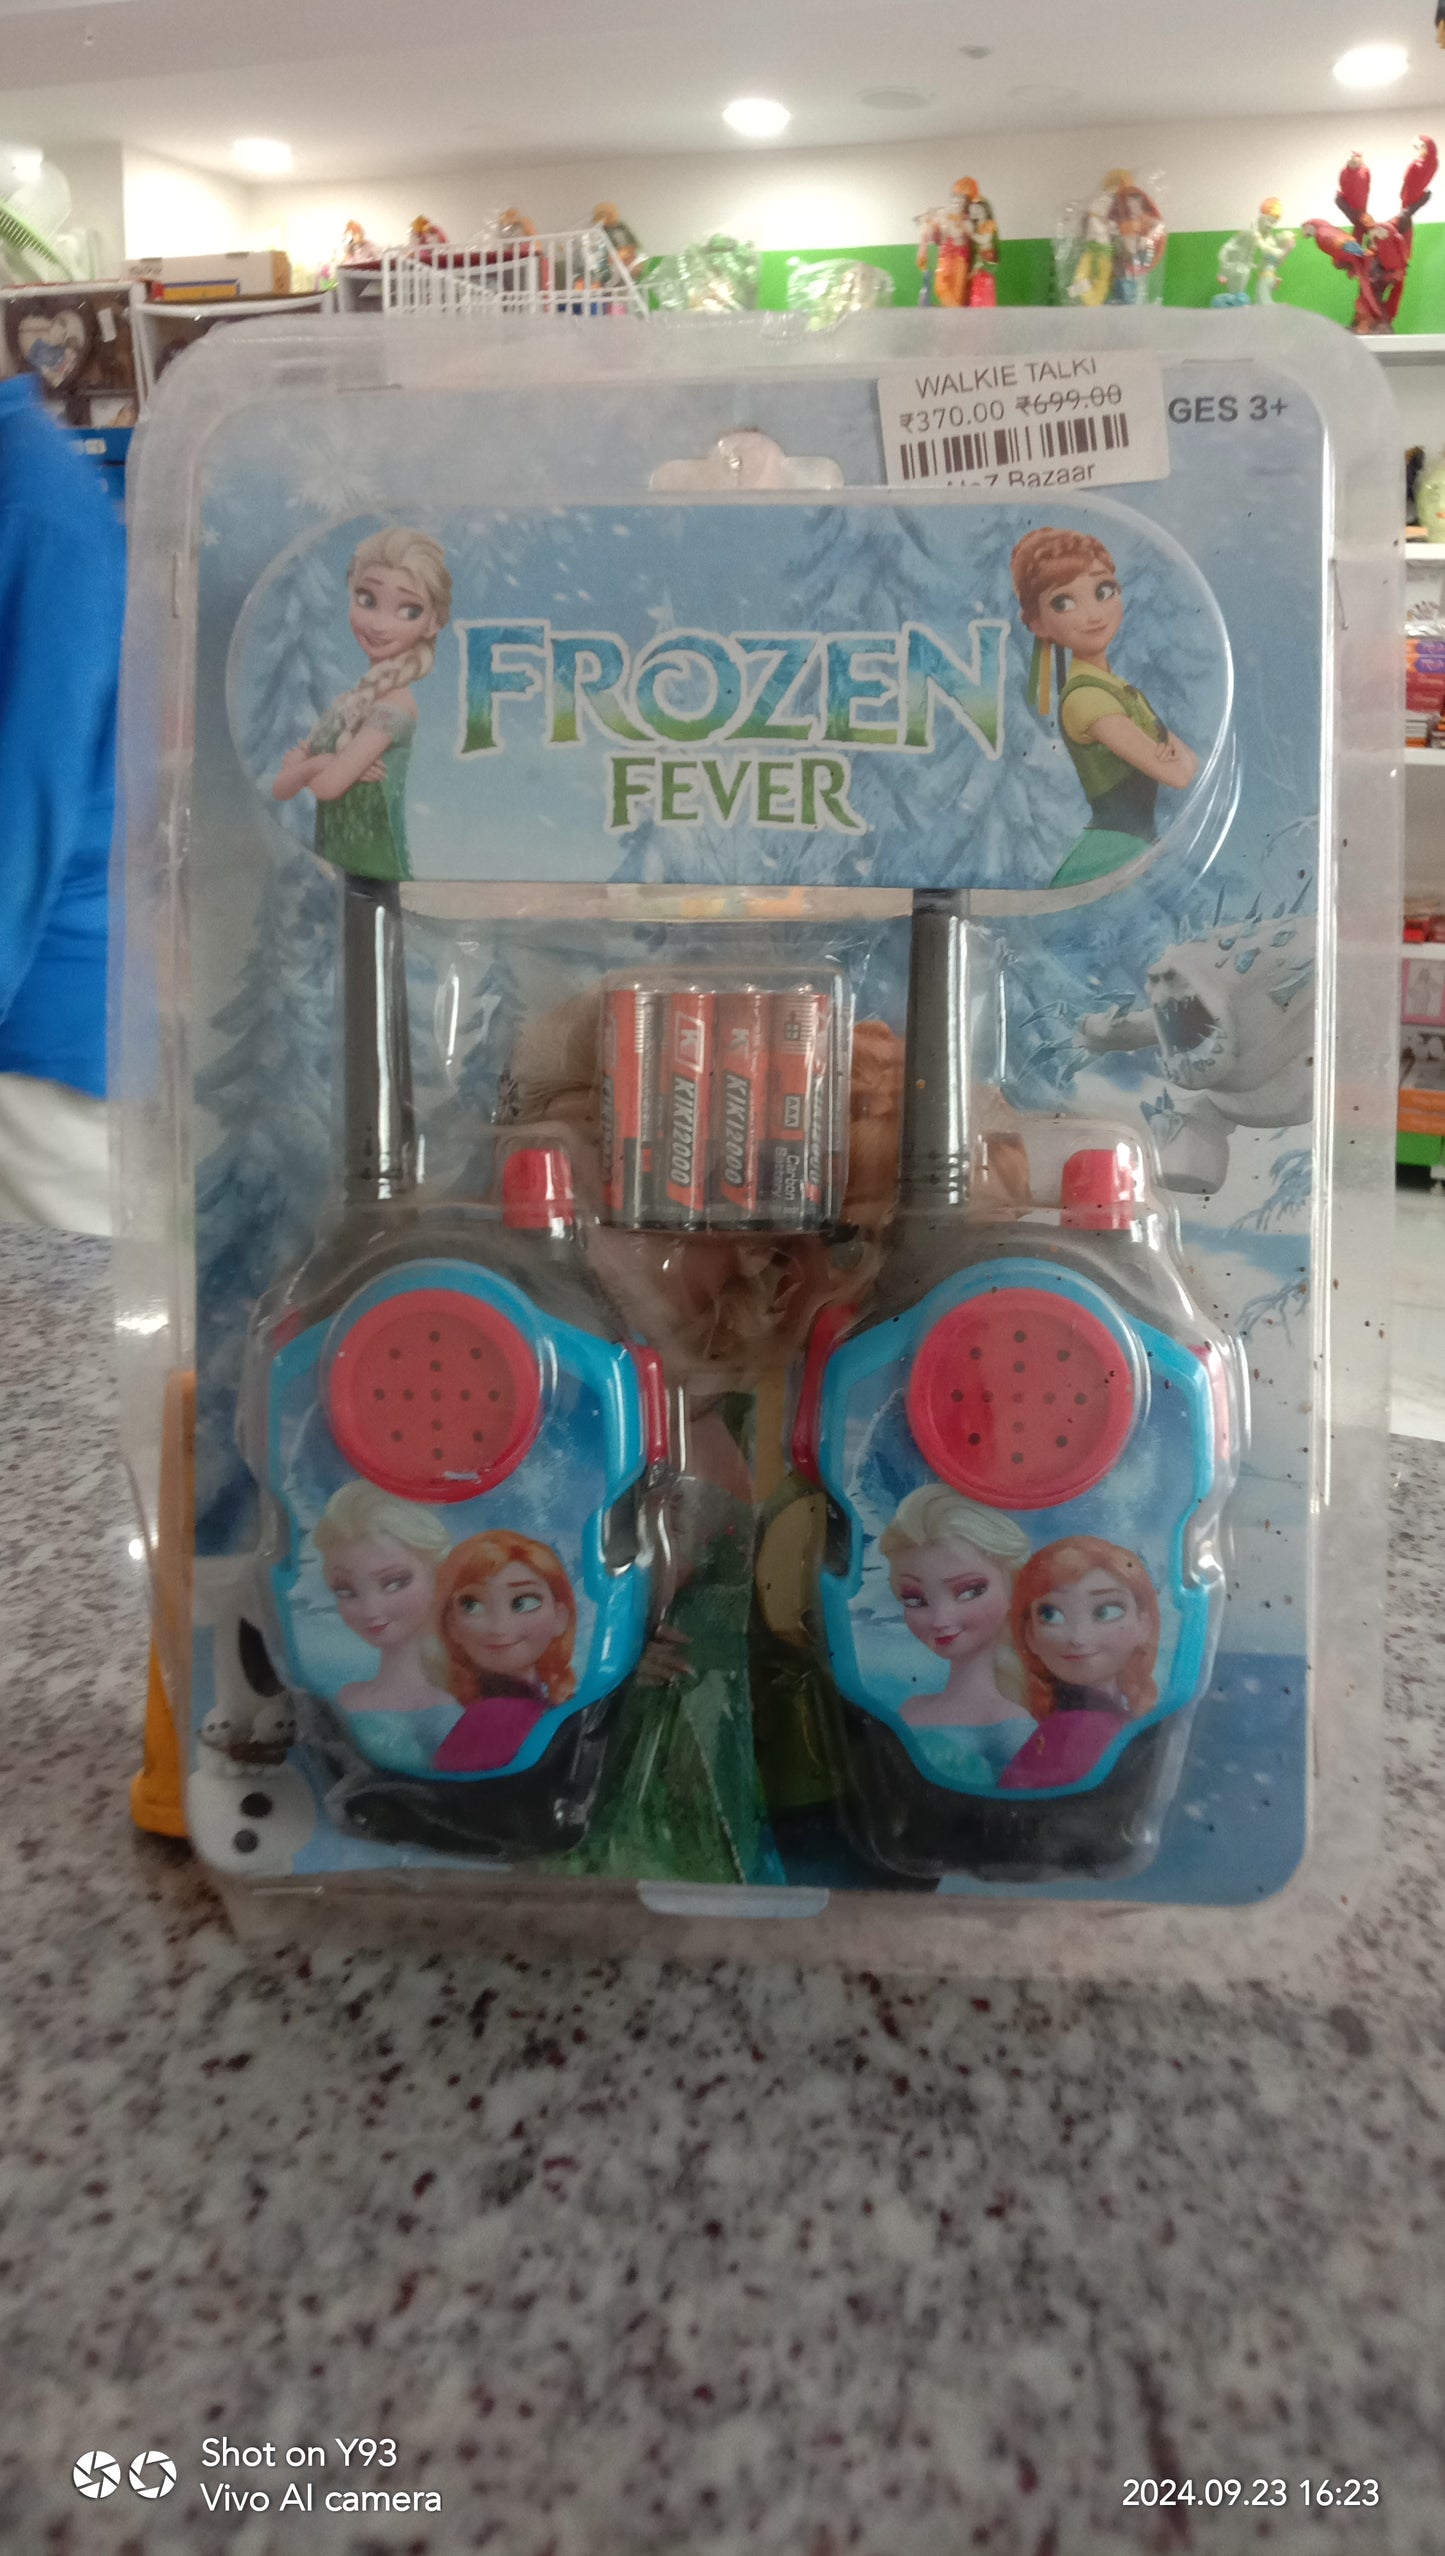 WALKIE TALKI
₹370.00 ₹699.00
Bazaar
GES 3+
FROZEN
FEVER
K
K
KIKI2000
KIKI2000
AAA
Carbon
Battery
Shot on Y93
Vivo AI camera
2024.09.23 16:23